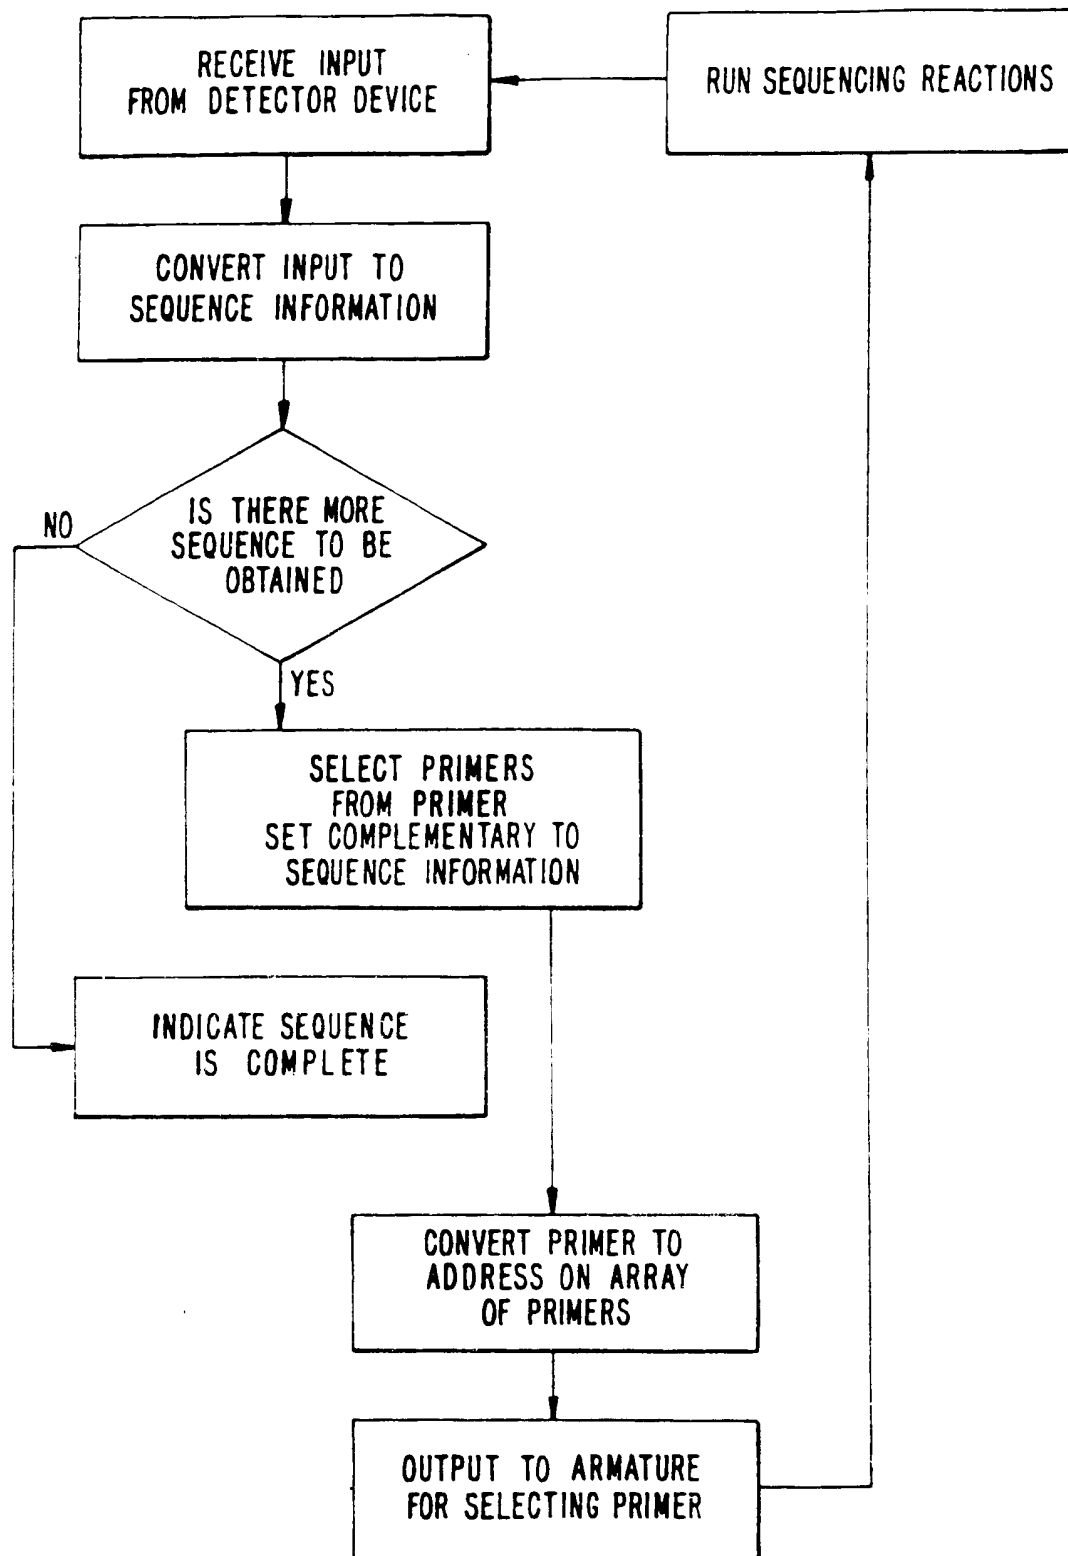 RECEIVE INPUT
FROM DETECTOR DEVICE
RUN SEQUENCING REACTIONS
CONVERT INPUT TO
SEQUENCE INFORMATION
IS THERE MORE
SEQUENCE TO BE
OBTAINED
NO
YES
SELECT PRIMERS
FROM PRIMER
SET COMPLEMENTARY TO
SEQUENCE INFORMATION
INDICATE SEQUENCE
IS COMPLETE
CONVERT PRIMER TO
ADDRESS ON ARRAY
OF PRIMERS
OUTPUT TO ARMATURE
FOR SELECTING PRIMER